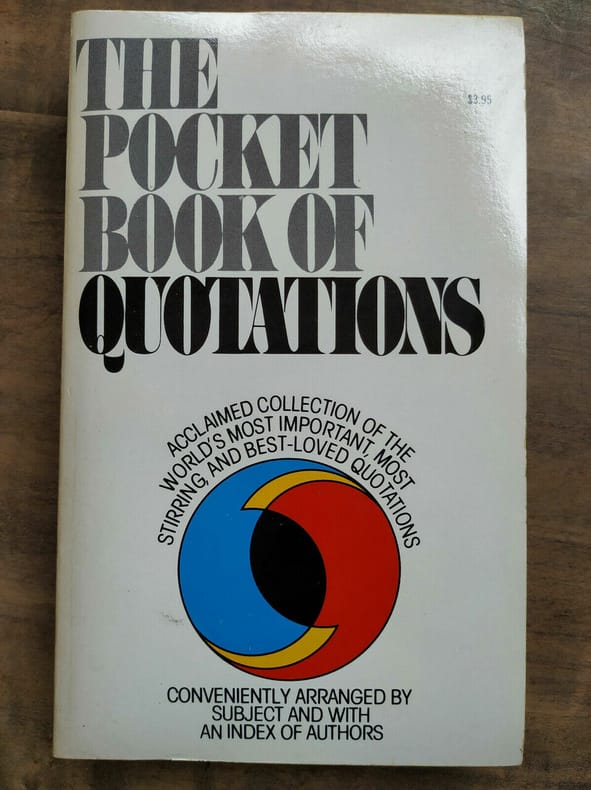 THE
$3.95
POCKET
BOOK OF
QUOTATIONS
ACCLAIMED COLLECTION OF THE
WORLD'S MOST IMPORTANT, MOST
STIRRING, AND BEST-LOVED QUOTATIONS
CONVENIENTLY ARRANGED BY
SUBJECT AND WITH
AN INDEX OF AUTHORS